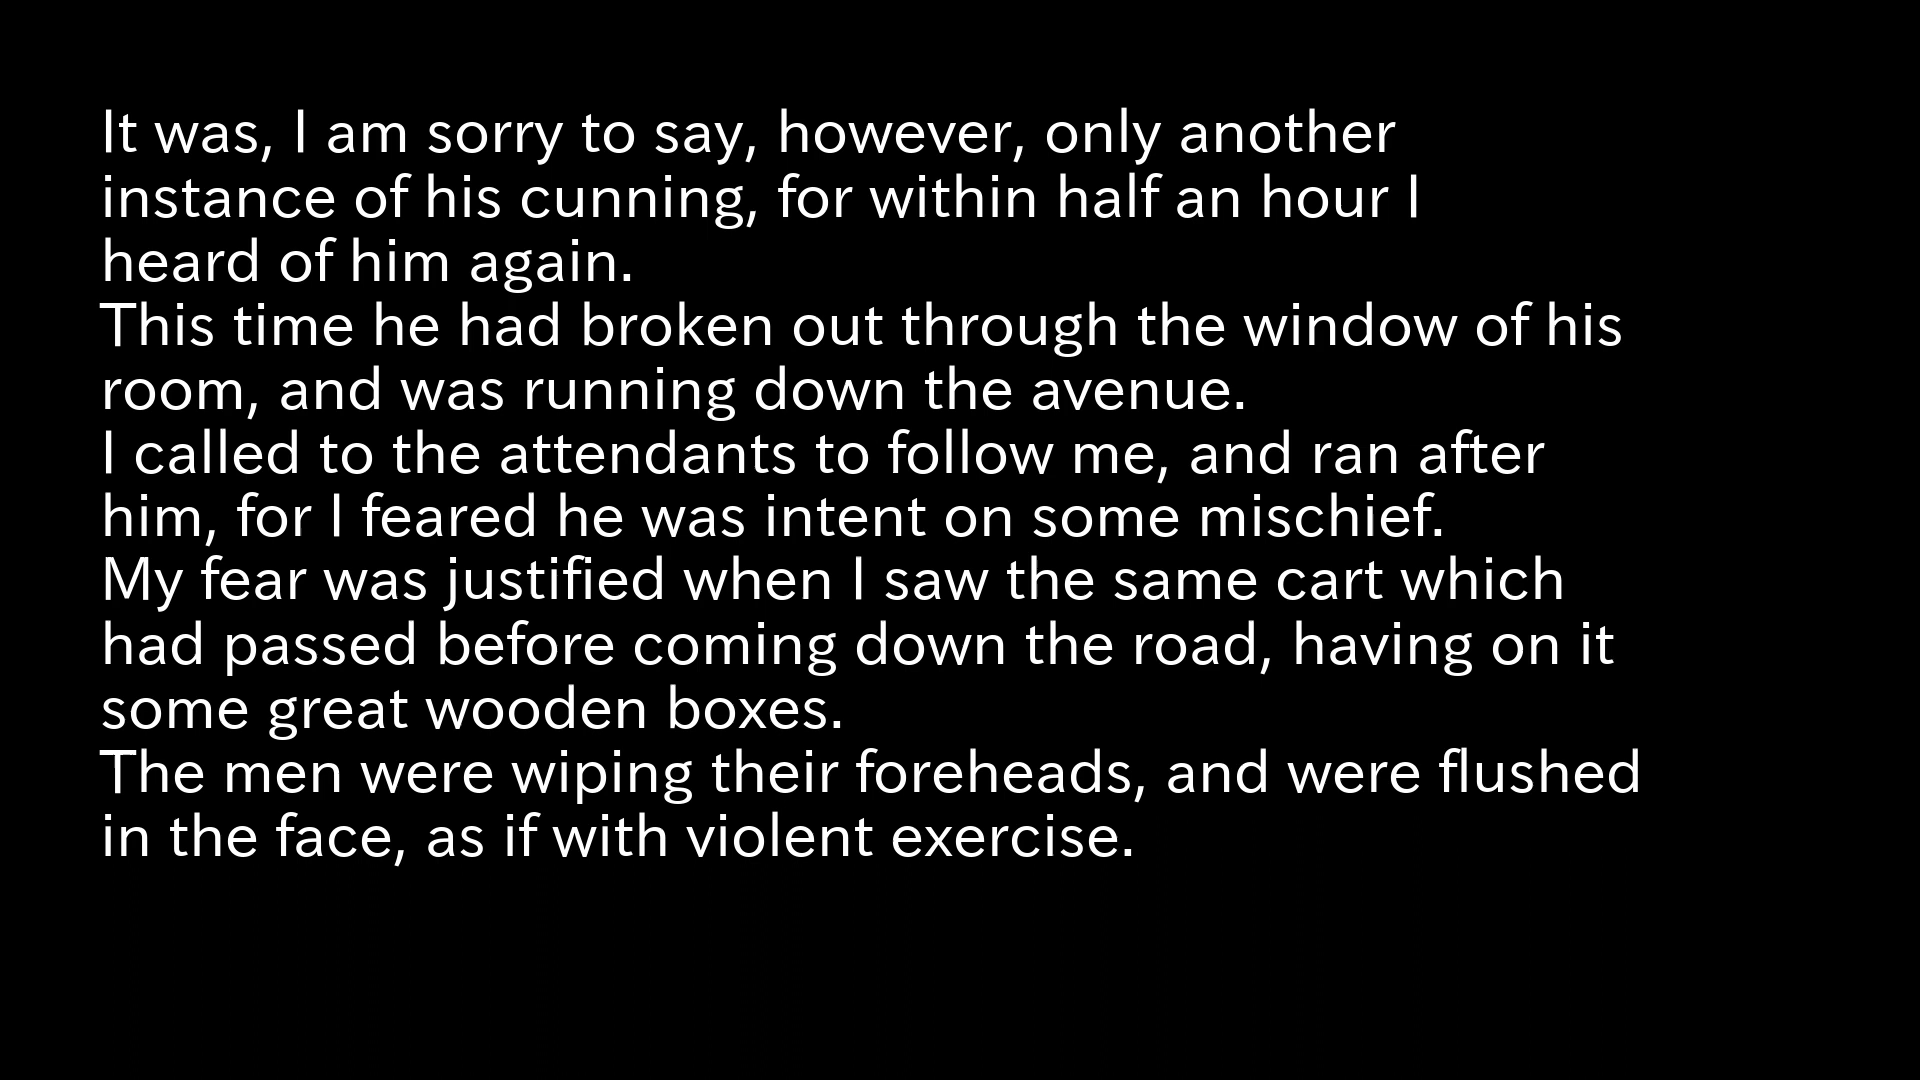 It was, I am sorry to say, however, only another
instance of his cunning, for within half an hour I
heard of him again.
This time he had broken out through the window of his
room, and was running down the avenue.
I called to the attendants to follow me, and ran after
him, for I feared he was intent on some mischief.
My fear was justified when I saw the same cart which
had passed before coming down the road, having on it
some great wooden boxes.
The men were wiping their foreheads, and were flushed
in the face, as if with violent exercise.